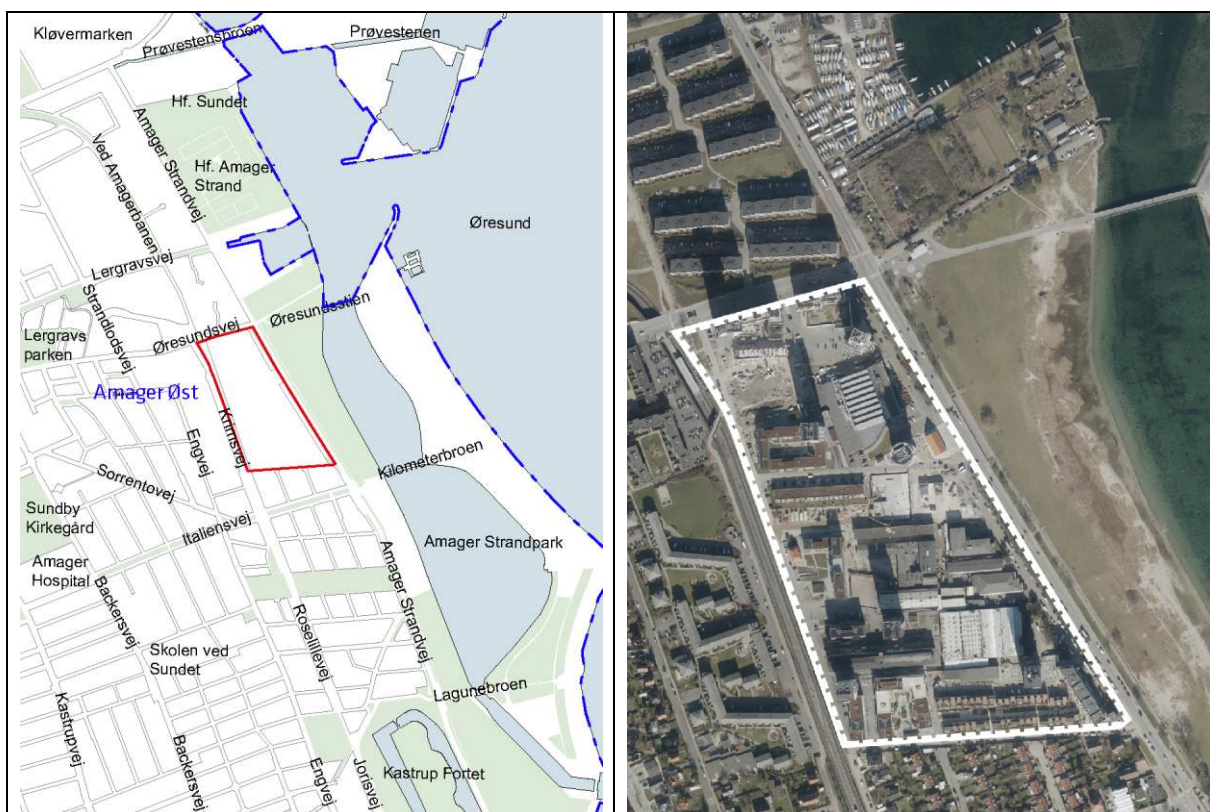 Kløvermarken
Prøvestensbroen
Prøvestenen
Hf. Sundet
Ved Amagerbanen
Amager Strandvej
Hf. Amager
Strand
Øresund
Lergravsvej
Strandlodsvej
Øresundsvej
Øresundsstien
Lergravs
parken
Amager Øst
Krimsvej
Engvej
Kilometerbroen
Sorrentovej
Sundby
Kirkegård
Italiensvej
Amager Strandpark
Amager
Hospital
Backersvej
Amager Strandvej
Skolen ved
Sundet
Roselillevej
Lagunebroen
Kastrupvej
Backersvej
Engvej
Jorisvej
Kastrup Fortet